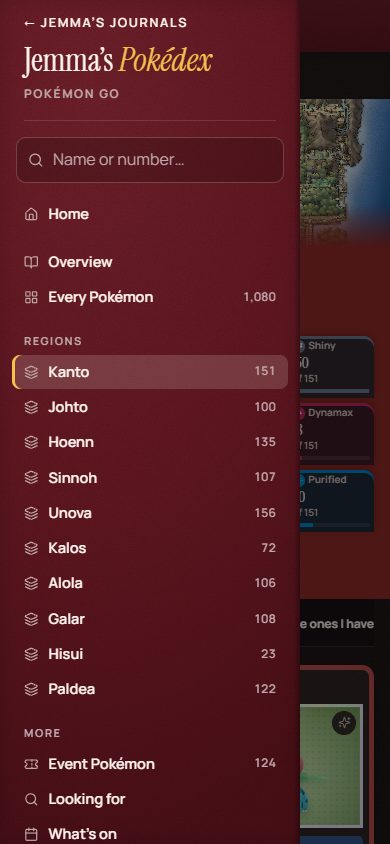 ← JEMMA'S JOURNALS
Jemma's Pokédex
POKÉMON GO
Name or number...
Home
Overview
Every Pokémon 1,080
REGIONS
Kanto 151
Johto 100
Hoenn 135
Sinnoh 107
Unova 156
Kalos 72
Alola 106
Galar 108
Hisui 23
Paldea 122
MORE
Event Pokémon 124
Looking for
What's on
Shiny
151
Dynamax
151
Purified
151
e ones I have